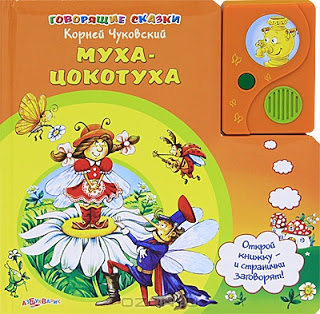 ГОВОРЯЩИЕ СКАЗКИ
Корней Чуковский
МУХА-
ЦОКОТУХА
Открой
книжку -
и странички
заговорят!
АЗБУКВАРИК